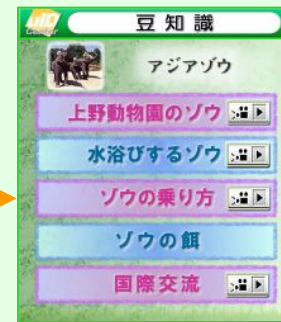 豆知識
アジアゾウ
上野動物園のゾウ
水浴びするゾウ
ゾウの乗り方
ゾウの餌
国際交流